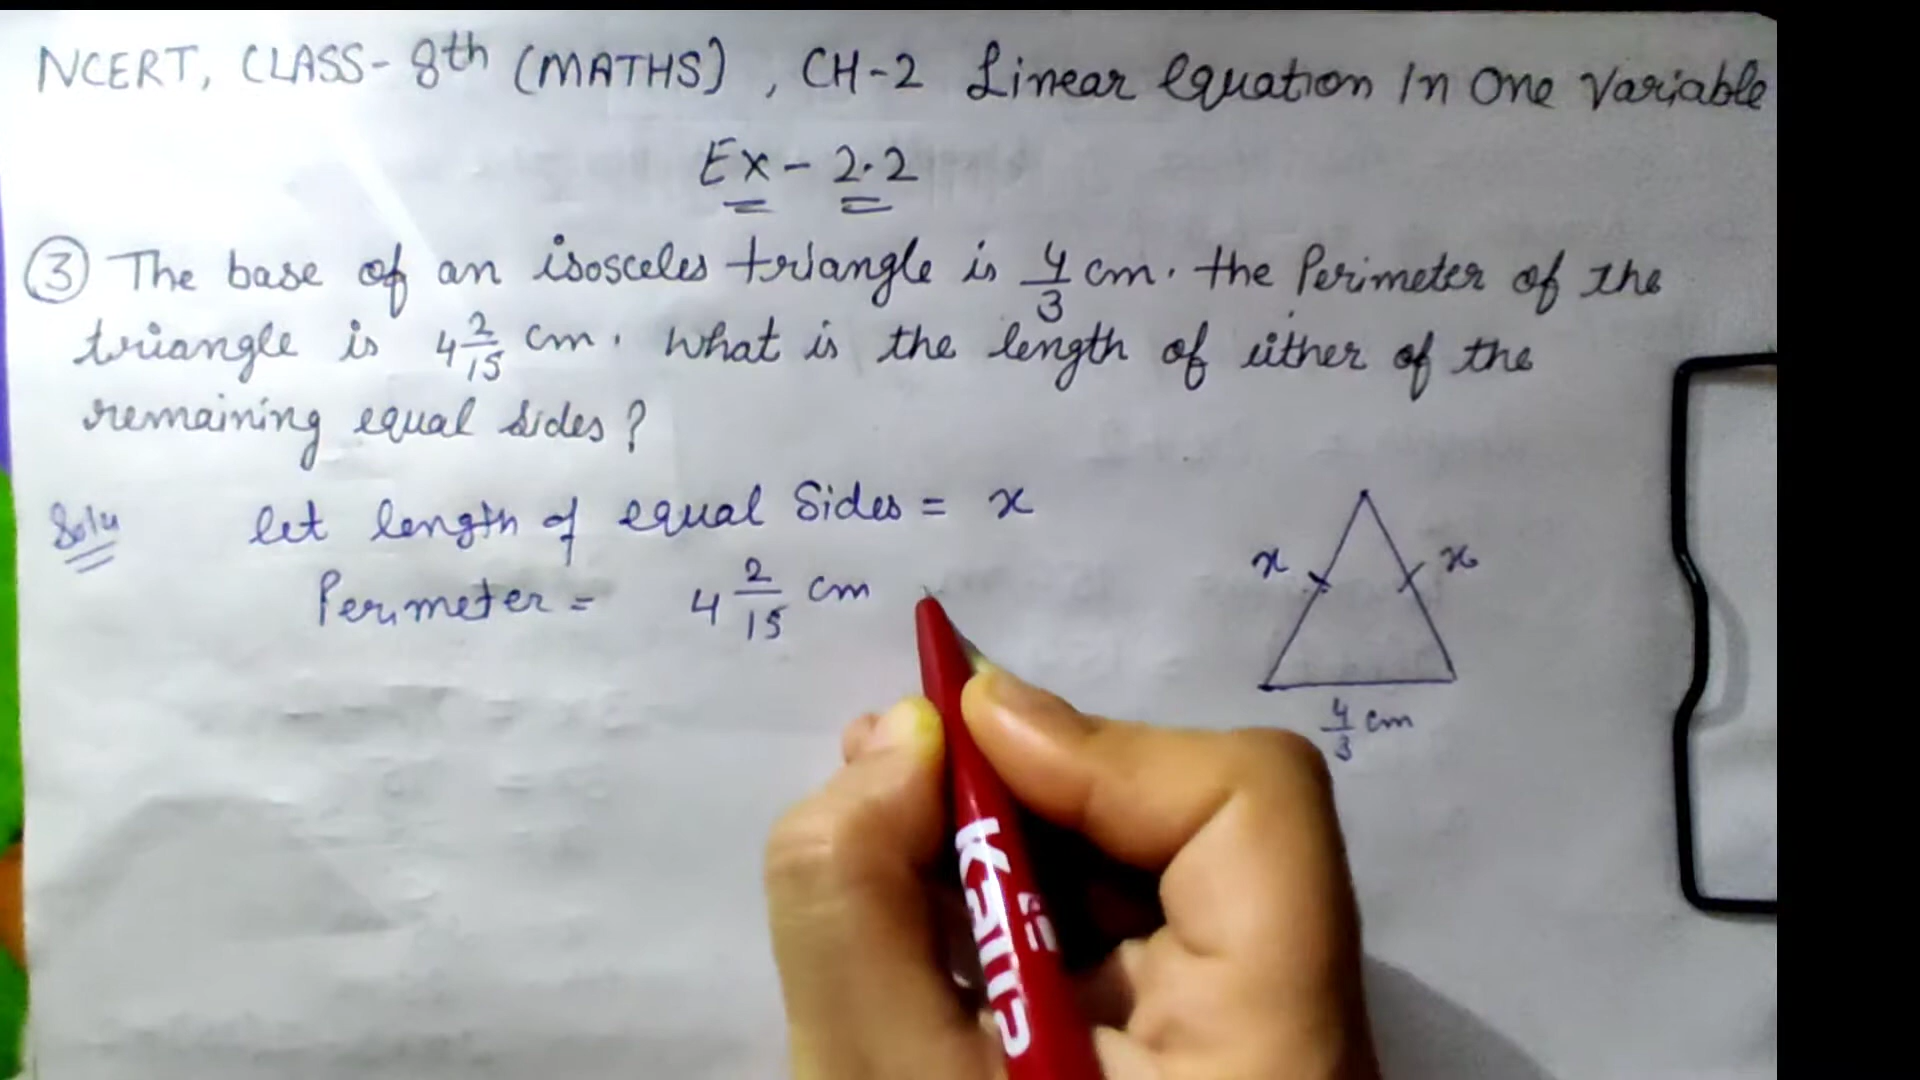 NCERT, CLASS-8th (MATHS), CH-2 Linear Equation In One Variable
Ex-2.2
③ The base of an isosceles triangle is 4/3 cm. the Perimeter of the
triangle is 4 2/15 cm. What is the length of either of the
remaining equal sides?
Solu let length of equal Sides = x
Perimeter = 4 2/15 cm
x x
4/3 cm